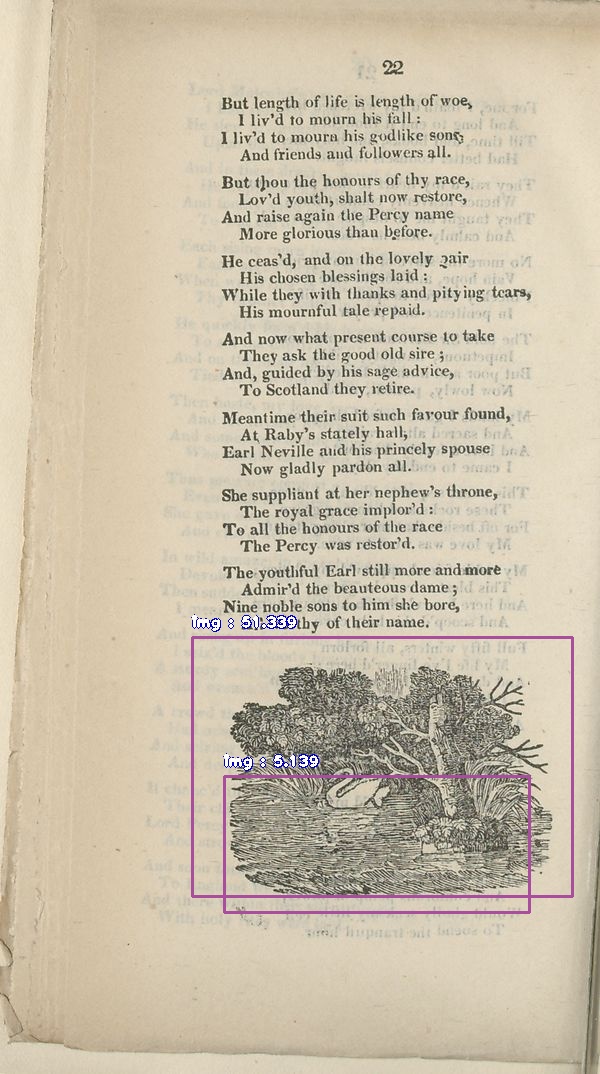 22
But length of life is length of woe,
I liv'd to mourn his fall :
I liv'd to mourn his godlike sons,
And friends and followers all.
But thou the honours of thy race,
Lov'd youth, shalt now restore,
And raise again the Percy name
More glorious than before.
He ceas'd, and on the lovely pair
His chosen blessings laid :
While they with thanks and pitying tears,
His mournful tale repaid.
And now what present course to take
They ask the good old sire ;
And, guided by his sage advice,
To Scotland they retire.
Meantime their suit such favour found,
At Raby's stately hall,
Earl Neville and his princely spouse
Now gladly pardon all.
She suppliant at her nephew's throne,
The royal grace implor'd :
To all the honours of the race
The Percy was restor'd.
The youthful Earl still more and more
Admir'd the beauteous dame ;
Nine noble sons to him she bore,
thy of their name.
img : 5.139